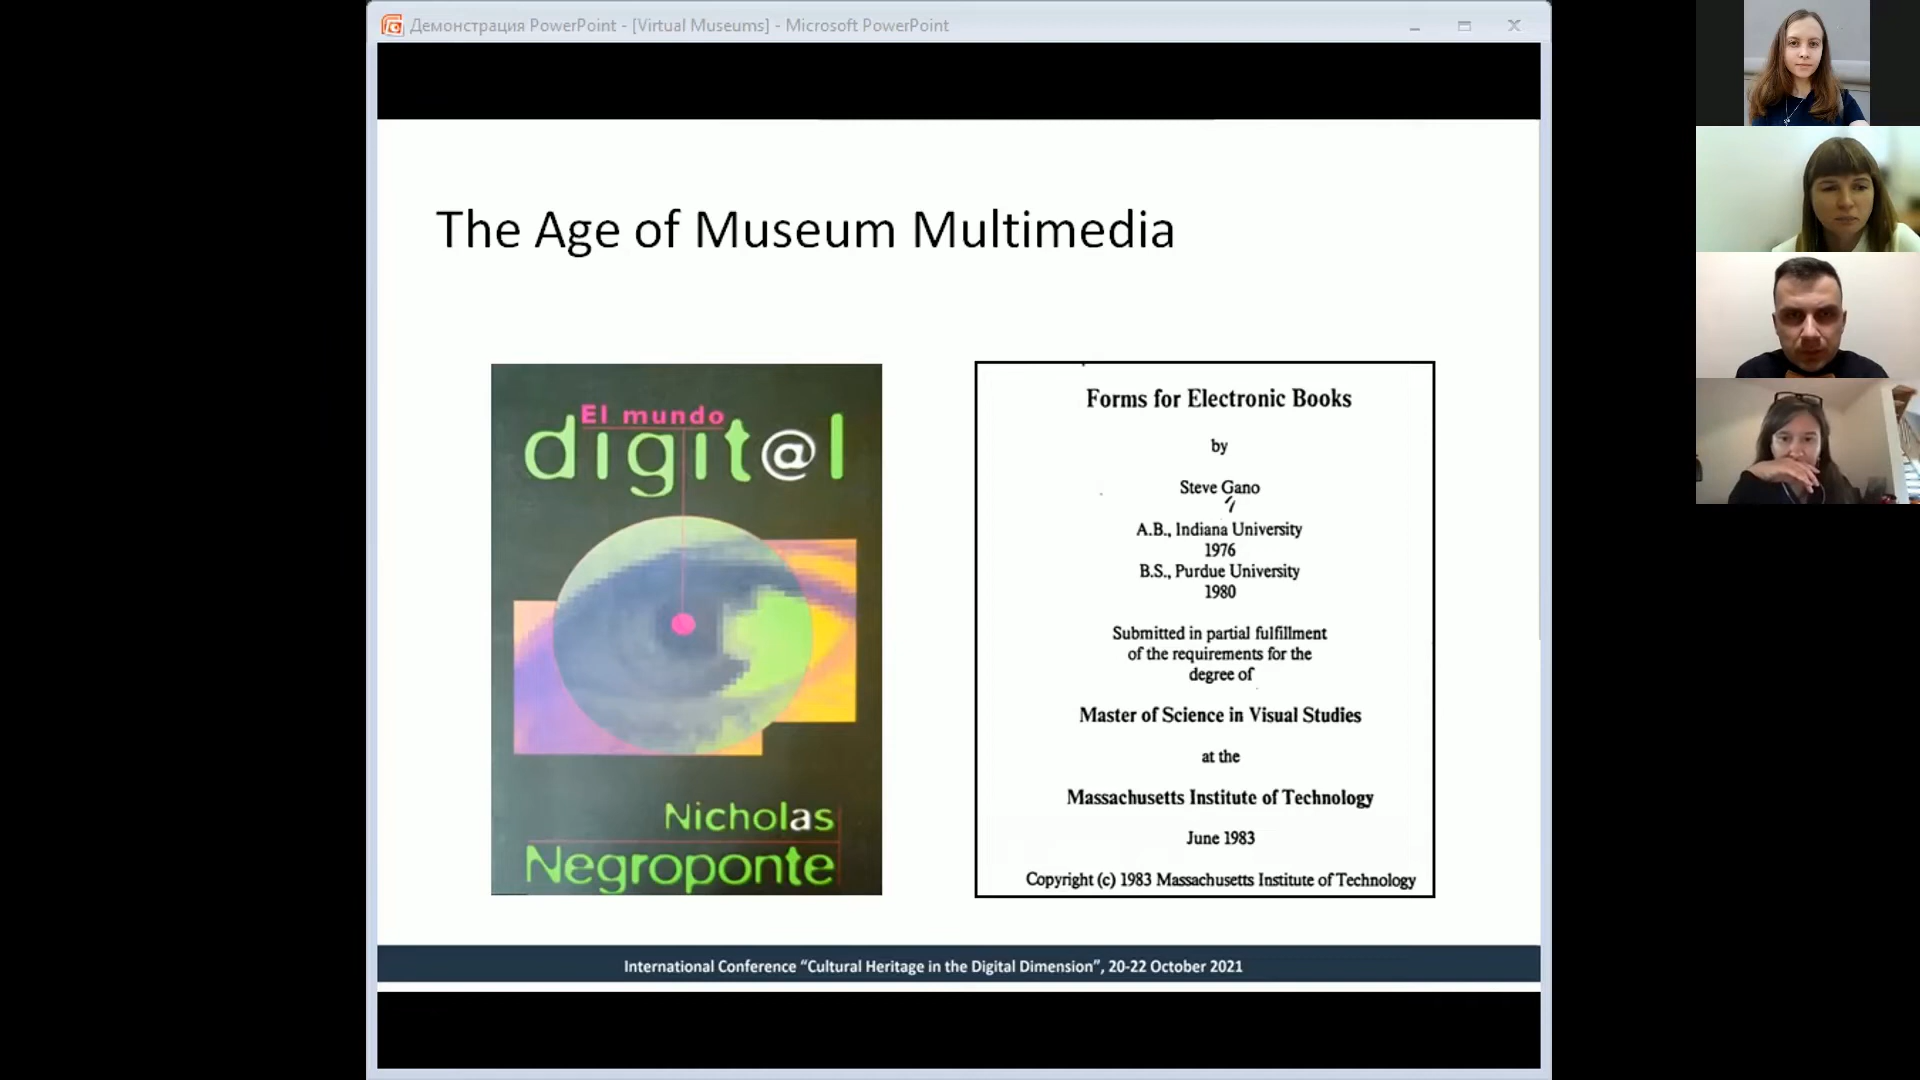 Демонстрация PowerPoint - [Virtual Museums] - Microsoft PowerPoint
The Age of Museum Multimedia
El mundo
digit@l
Nicholas
Negroponte
Forms for Electronic Books
by
Steve Gano
A.B., Indiana University
1976
B.S., Purdue University
1980
Submitted in partial fulfillment
of the requirements for the
degree of
Master of Science in Visual Studies
at the
Massachusetts Institute of Technology
June 1983
Copyright (c) 1983 Massachusetts Institute of Technology
International Conference “Cultural Heritage in the Digital Dimension”, 20-22 October 2021